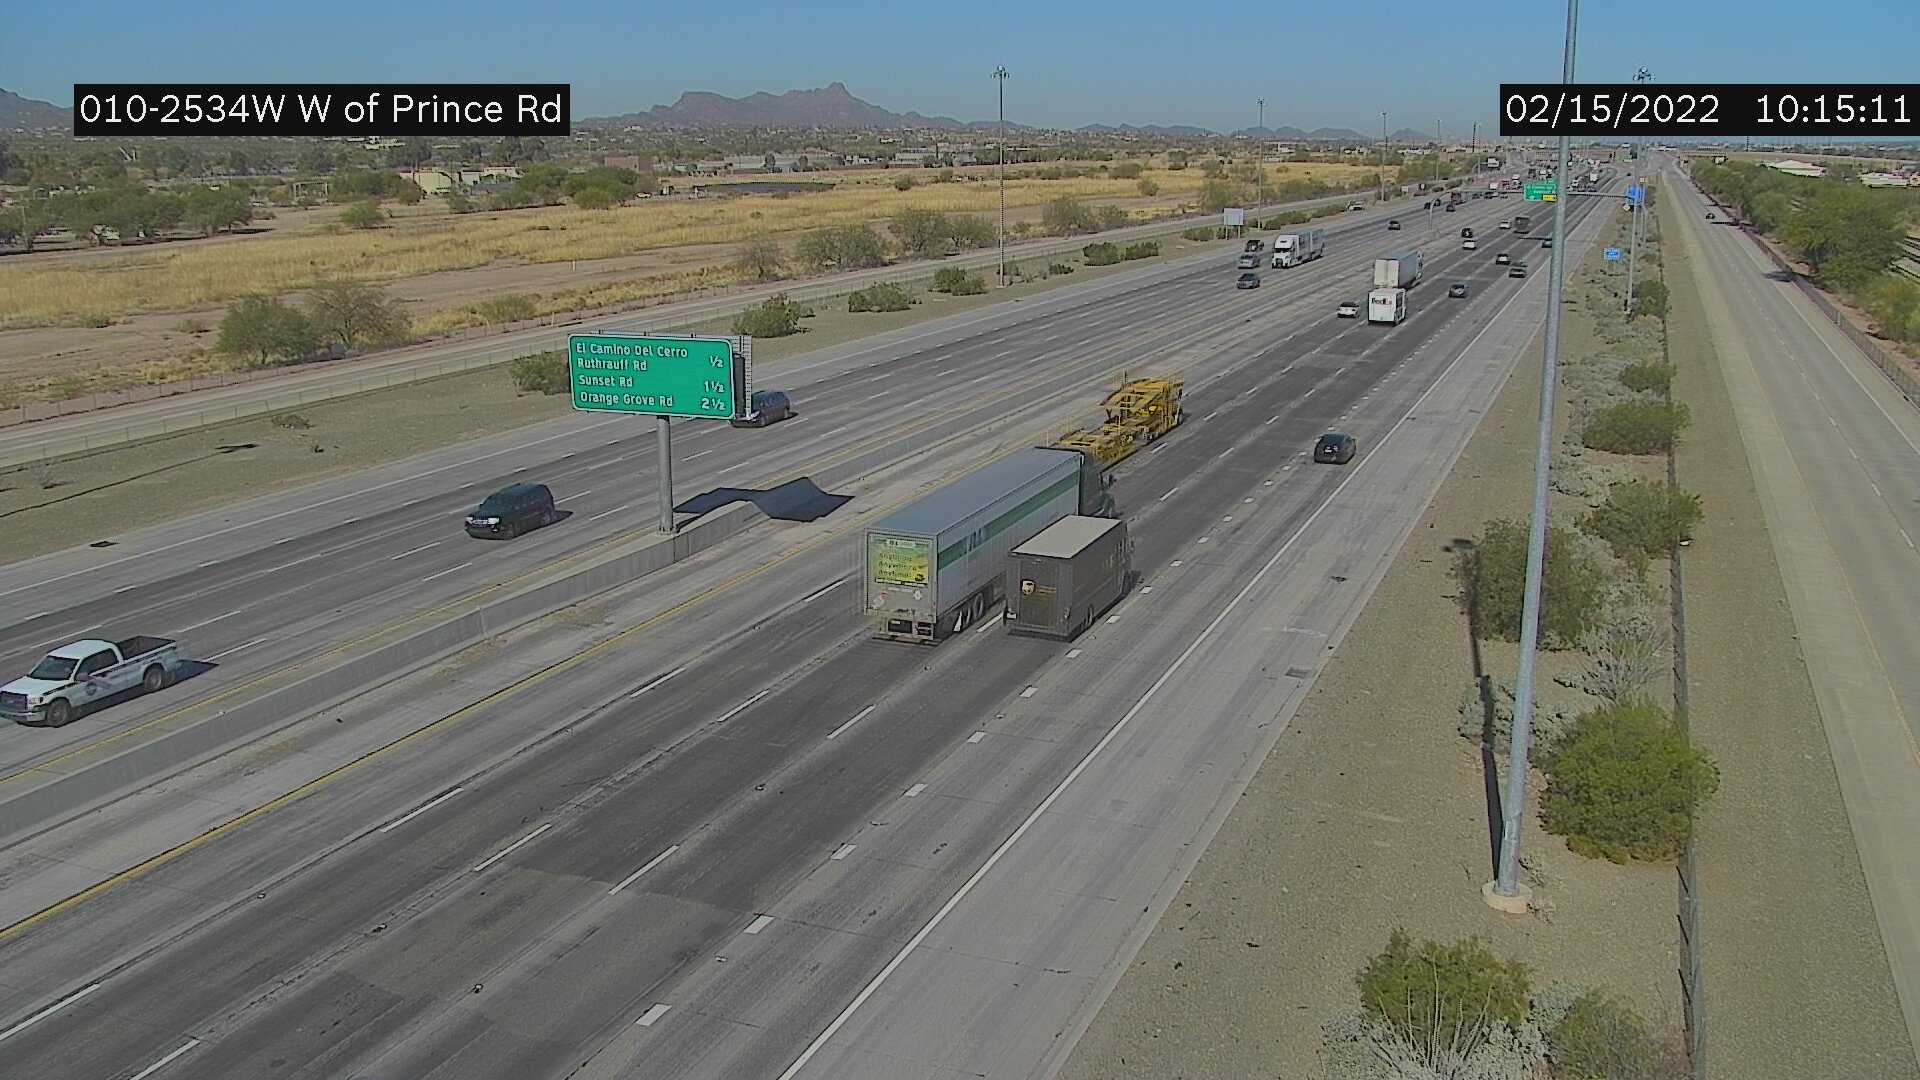 010-2534W W of Prince Rd
02/15/2022 10:15:11
El Camino Del Cerro
Ruthrauff Rd ½
Sunset Rd 1½
Orange Grove Rd 2½
FedEx